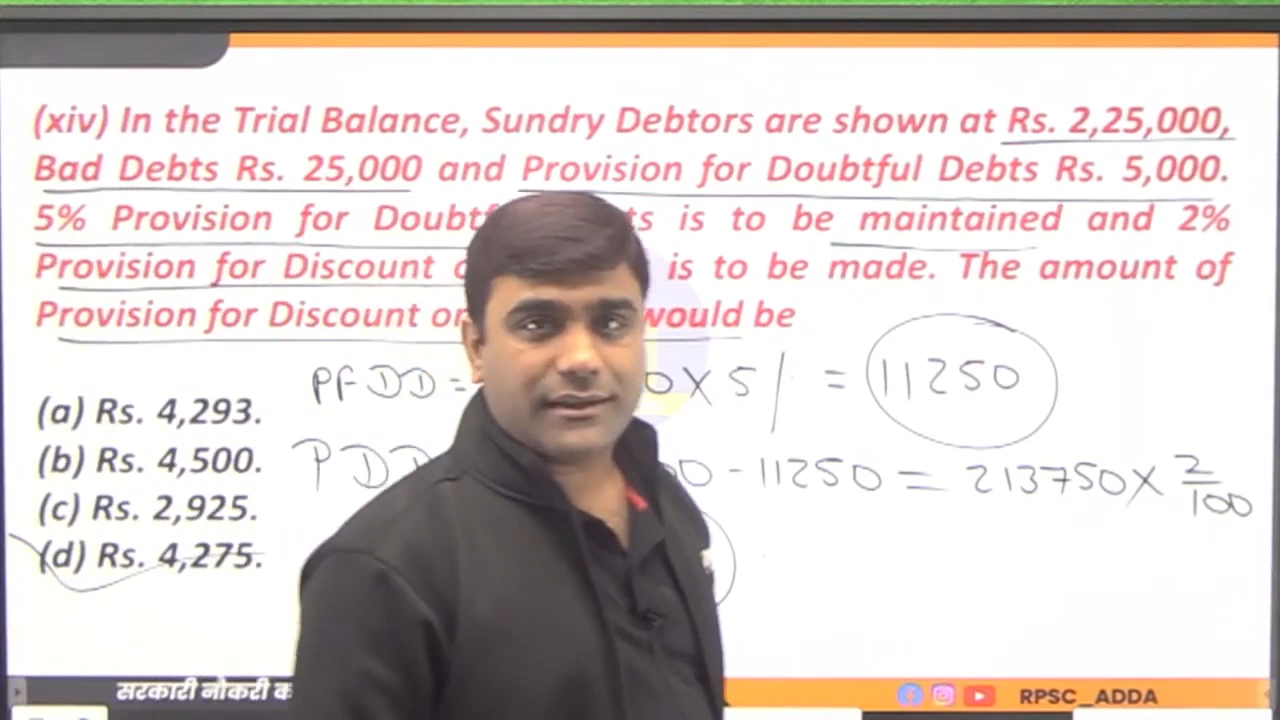 (xiv) In the Trial Balance, Sundry Debtors are shown at Rs. 2,25,000,
Bad Debts Rs. 25,000 and Provision for Doubtful Debts Rs. 5,000.
5% Provision for is to be maintained and 2%
Provision for Discount is to be made. The amount of
Provision for Discount would be
PFDD = 0 X 5 / = 11250
(a) Rs. 4,293.
(b) Rs. 4,500.
PDD 00 - 11250 = 213750 X 2/100
(c) Rs. 2,925.
(d) Rs. 4,275.
सरकारी नौकरी RPSC_ADDA